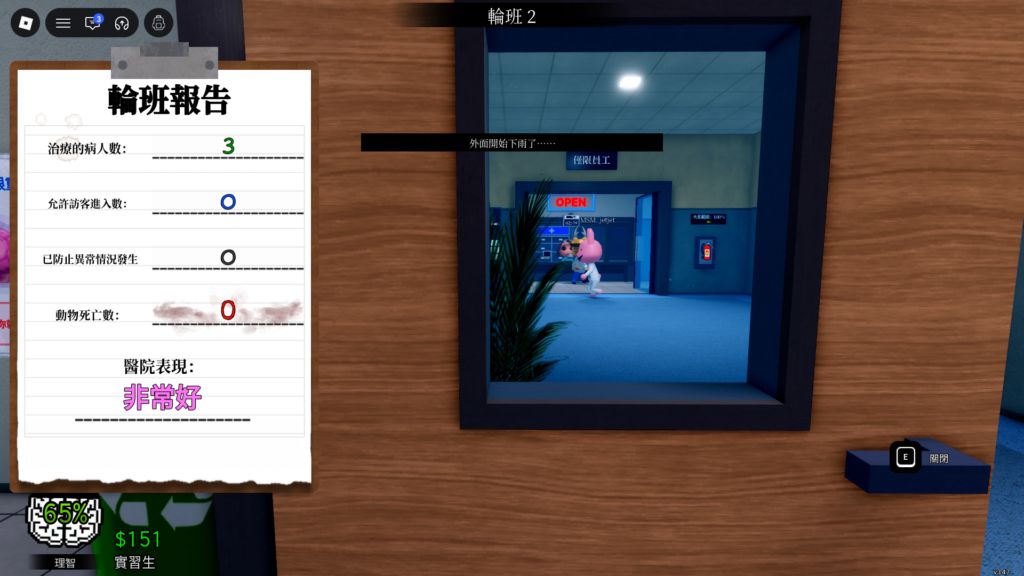 3
輪班 2
輪班報告
治療的病人數: 3
允許訪客進入數: 0
已防止異常情況發生 0
動物死亡數: 0
醫院表現:
非常好
外面開始下雨了……
僅限員工
OPEN
E 關閉
65%
理智
$151
實習生